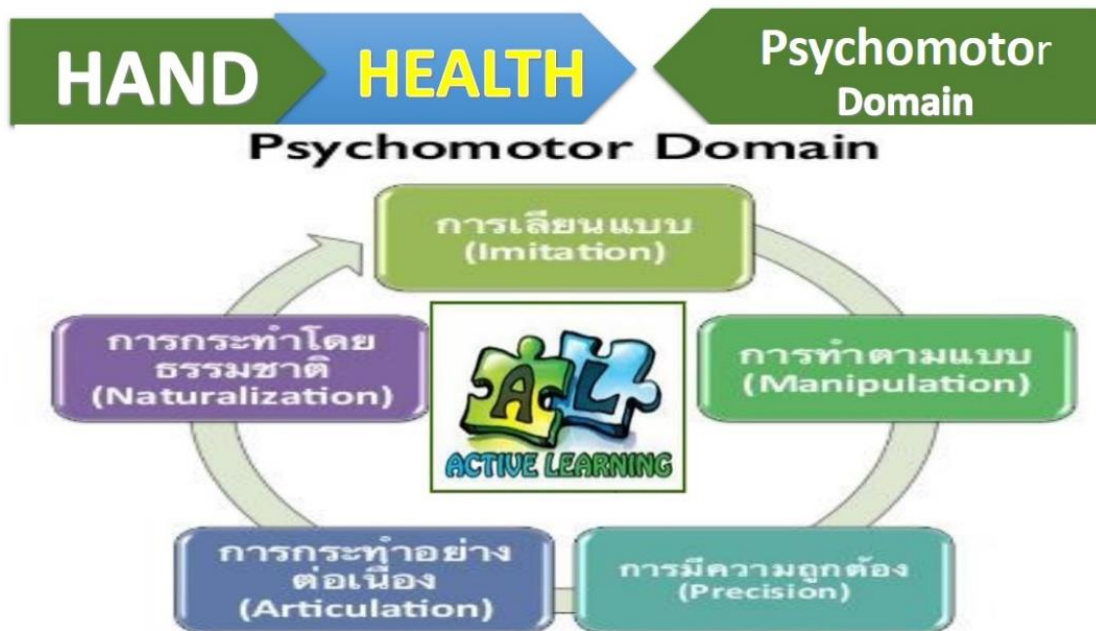 HAND
HEALTH
Psychomotor
Domain
Psychomotor Domain
การเลียนแบบ
(Imitation)
การทำตามแบบ
(Manipulation)
การมีความถูกต้อง
(Precision)
การกระทำอย่าง
ต่อเนื่อง
(Articulation)
การกระทำโดย
ธรรมชาติ
(Naturalization)
A L
ACTIVE LEARNING